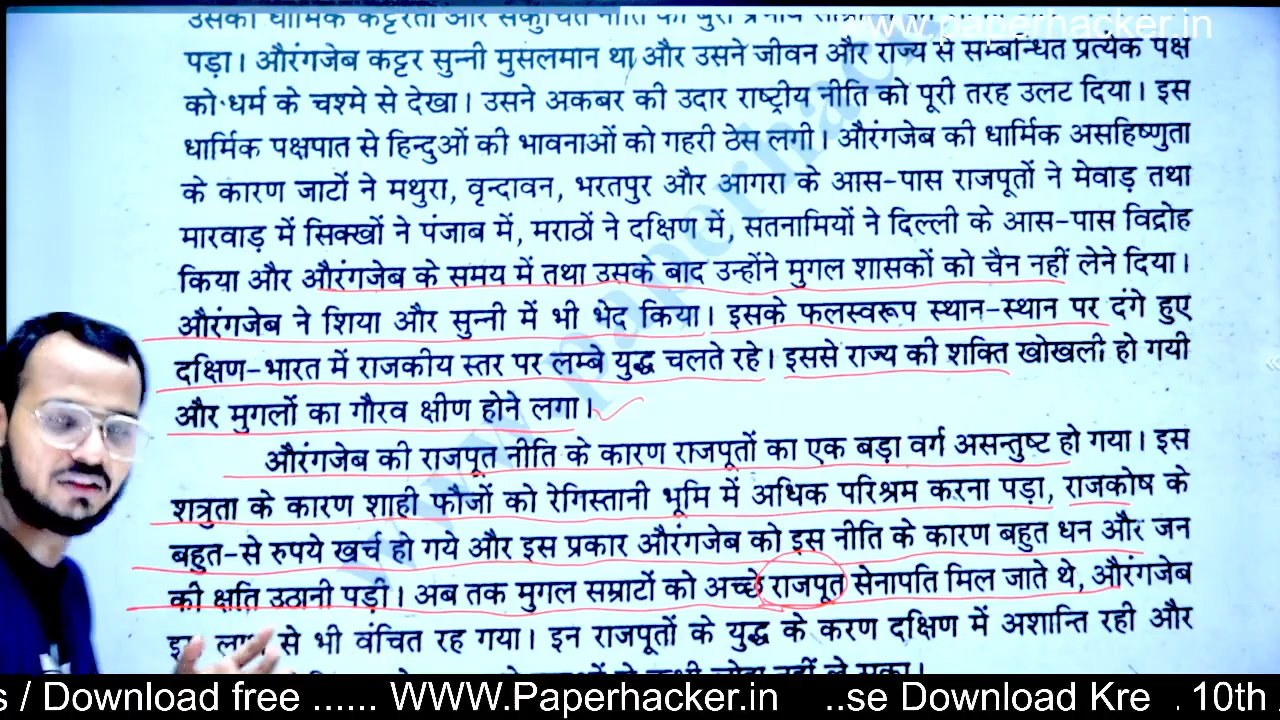 www.paperhacker.in
उसकी धार्मिक कट्टरता और संकुचित नीति का बुरा प्रभाव
पड़ा। औरंगजेब कट्टर सुन्नी मुसलमान था और उसने जीवन और राज्य से सम्बन्धित प्रत्येक पक्ष
को धर्म के चश्मे से देखा। उसने अकबर की उदार राष्ट्रीय नीति को पूरी तरह उलट दिया। इस
धार्मिक पक्षपात से हिन्दुओं की भावनाओं को गहरी ठेस लगी। औरंगजेब की धार्मिक असहिष्णुता
के कारण जाटों ने मथुरा, वृन्दावन, भरतपुर और आगरा के आस-पास राजपूतों ने मेवाड़ तथा
मारवाड़ में सिक्खों ने पंजाब में, मराठों ने दक्षिण में, सतनामियों ने दिल्ली के आस-पास विद्रोह
किया और औरंगजेब के समय में तथा उसके बाद उन्होंने मुगल शासकों को चैन नहीं लेने दिया।
औरंगजेब ने शिया और सुन्नी में भी भेद किया। इसके फलस्वरूप स्थान-स्थान पर दंगे हुए
दक्षिण-भारत में राजकीय स्तर पर लम्बे युद्ध चलते रहे। इससे राज्य की शक्ति खोखली हो गयी
और मुगलों का गौरव क्षीण होने लगा।
औरंगजेब की राजपूत नीति के कारण राजपूतों का एक बड़ा वर्ग असन्तुष्ट हो गया। इस
शत्रुता के कारण शाही फौजों को रेगिस्तानी भूमि में अधिक परिश्रम करना पड़ा, राजकोष के
बहुत-से रुपये खर्च हो गये और इस प्रकार औरंगजेब को इस नीति के कारण बहुत धन और जन
की क्षति उठानी पड़ी। अब तक मुगल सम्राटों को अच्छे राजपूत सेनापति मिल जाते थे, औरंगजेब
से भी वंचित रह गया। इन राजपूतों के युद्ध के करण दक्षिण में अशान्ति रही और
s / Download free ...... WWW.Paperhacker.in ..se Download Kre . 10th